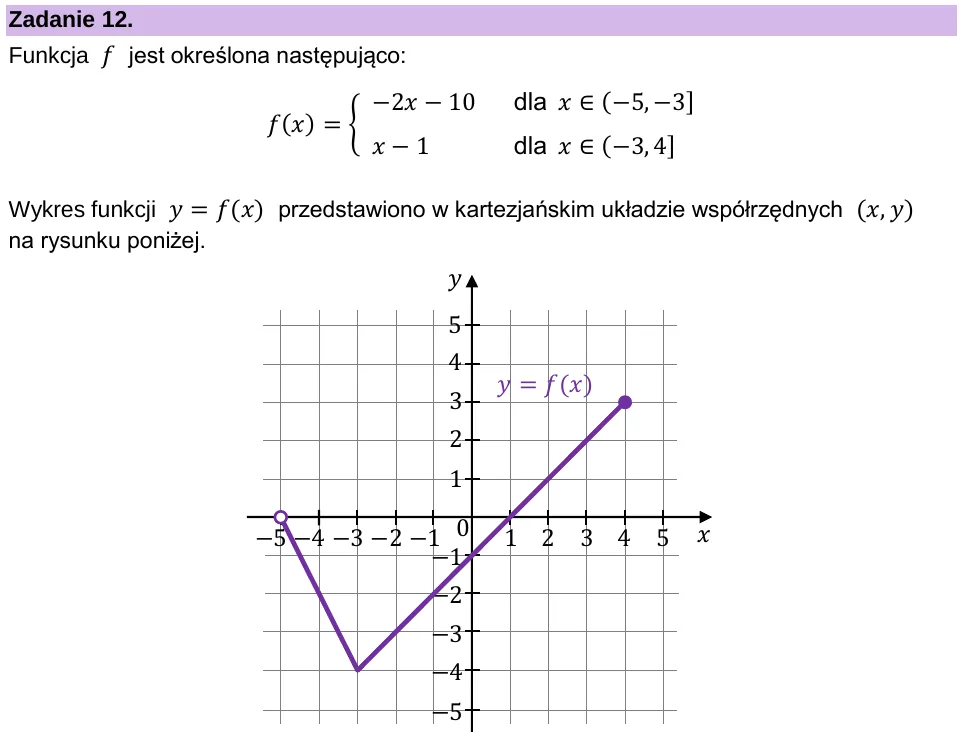 Zadanie 12.
Funkcja f jest określona następująco:
f(x) = { −2x − 10 dla x ∈ (−5, −3]
x − 1 dla x ∈ (−3, 4]
Wykres funkcji y = f(x) przedstawiono w kartezjańskim układzie współrzędnych (x, y)
na rysunku poniżej.
y
5
4
y = f(x)
3
2
1
0
−5 −4 −3 −2 −1 1 2 3 4 5 x
−1
−2
−3
−4
−5